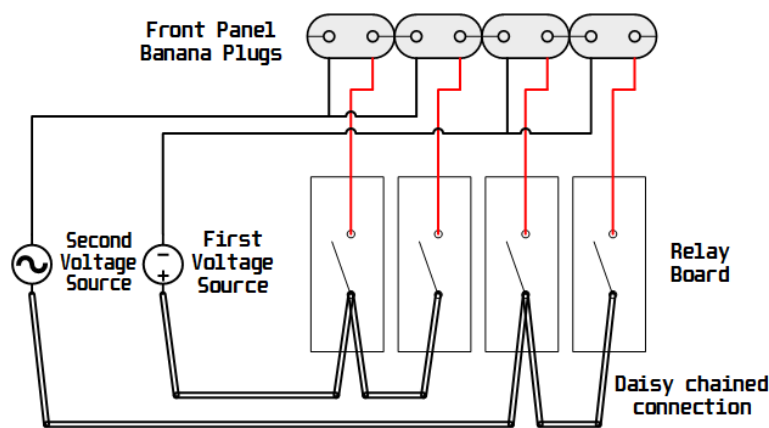 Front Panel
Banana Plugs
Second
Voltage
Source
First
Voltage
Source
-
+
Relay
Board
Daisy chained
connection